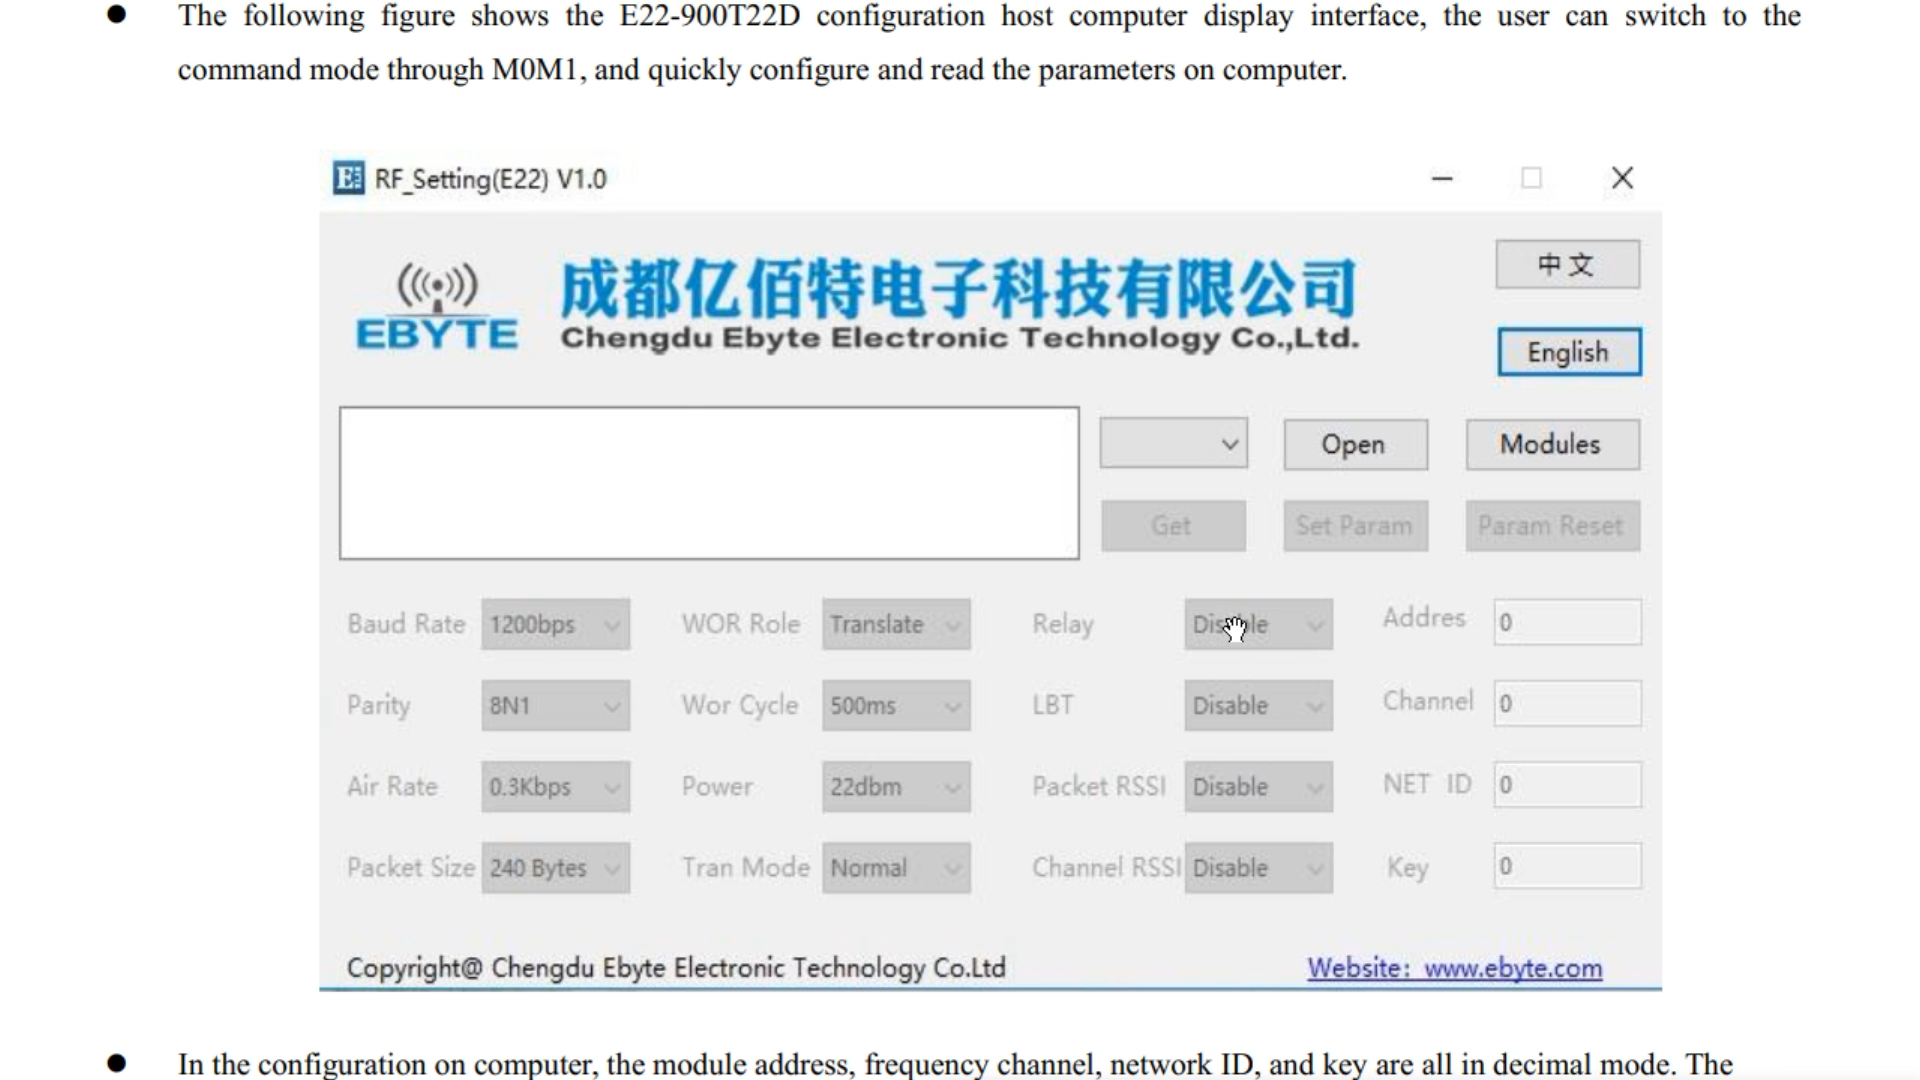 ● The following figure shows the E22-900T22D configuration host computer display interface, the user can switch to the
command mode through M0M1, and quickly configure and read the parameters on computer.
RF_Setting(E22) V1.0
中文
EBYTE
成都亿佰特电子科技有限公司
Chengdu Ebyte Electronic Technology Co.,Ltd.
English
Open
Modules
Get
Set Param
Param Reset
Baud Rate 1200bps WOR Role Translate Relay Disable Addres 0
Parity 8N1 Wor Cycle 500ms LBT Disable Channel 0
Air Rate 0.3Kbps Power 22dbm Packet RSSI Disable NET ID 0
Packet Size 240 Bytes Tran Mode Normal Channel RSSI Disable Key 0
Copyright@ Chengdu Ebyte Electronic Technology Co.Ltd
Website: www.ebyte.com
● In the configuration on computer, the module address, frequency channel, network ID, and key are all in decimal mode. The